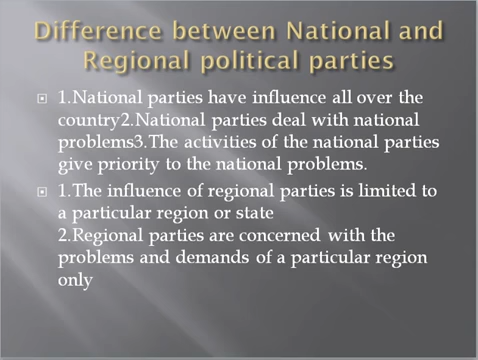 Difference between National and
Regional political parties
1.National parties have influence all over the
country2.National parties deal with national
problems3.The activities of the national parties
give priority to the national problems.
1.The influence of regional parties is limited to
a particular region or state
2.Regional parties are concerned with the
problems and demands of a particular region
only